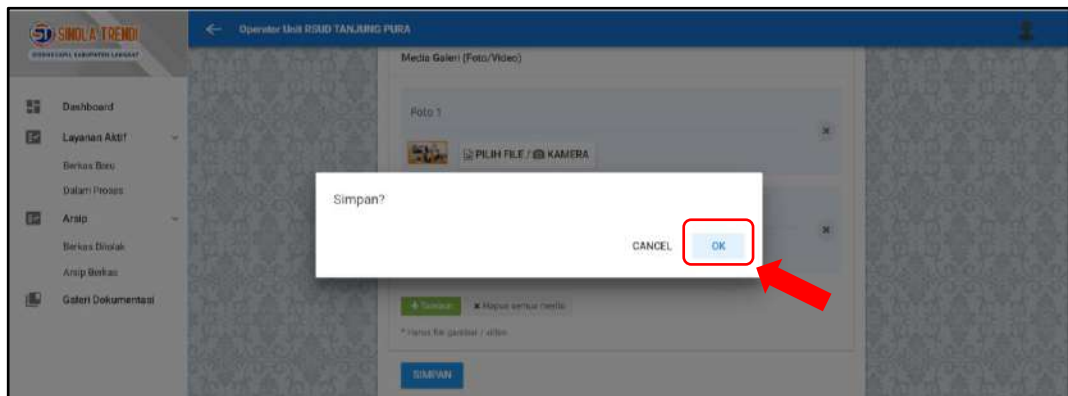 SINOLA TRENDI
Operator Unit RSUD TANJUNG PURA
Media Galeri (Foto/Video)
Dashboard
Layanan Aktif
Berkas Baru
Dalam Proses
Arsip
Berkas Ditolak
Arsip Berkas
Galeri Dokumentasi
Foto 1
PILIH FILE / KAMERA
Simpan?
CANCEL
OK
+ Tambah
Hapus semua media
* Harus file gambar / video
SIMPAN